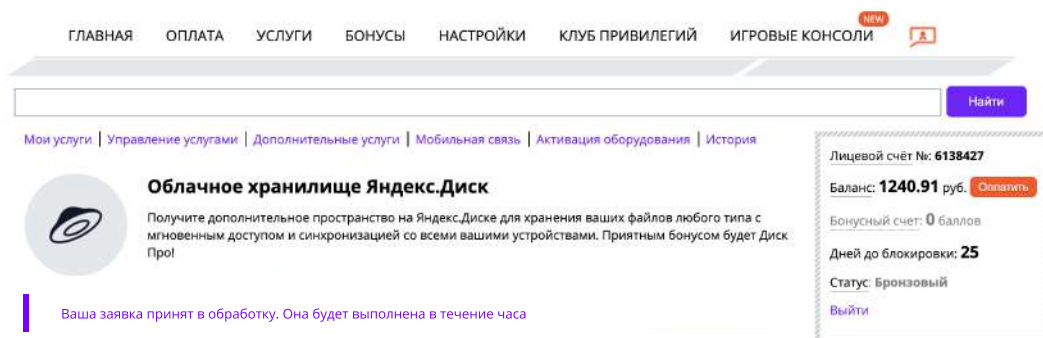 NEW
ГЛАВНАЯ ОПЛАТА УСЛУГИ БОНУСЫ НАСТРОЙКИ КЛУБ ПРИВИЛЕГИЙ ИГРОВЫЕ КОНСОЛИ
Найти
Мои услуги | Управление услугами | Дополнительные услуги | Мобильная связь | Активация оборудования | История
Облачное хранилище Яндекс.Диск
Получите дополнительное пространство на Яндекс.Диске для хранения ваших файлов любого типа с
мгновенным доступом и синхронизацией со всеми вашими устройствами. Приятным бонусом будет Диск
Про!
Ваша заявка принят в обработку. Она будет выполнена в течение часа
Лицевой счёт №: 6138427
Баланс: 1240.91 руб. Оплатить
Бонусный счет: 0 баллов
Дней до блокировки: 25
Статус: Бронзовый
Выйти